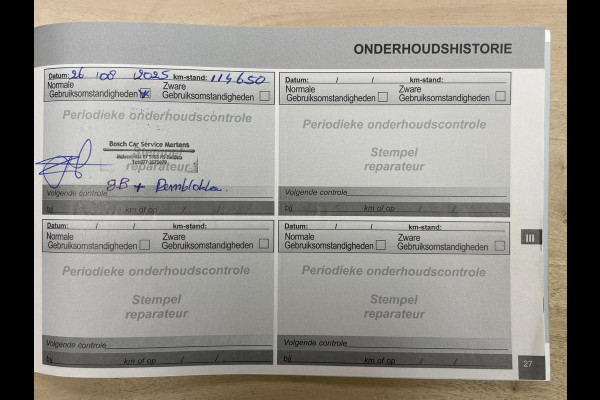 ONDERHOUDSHISTORIE
Datum: 26 / 08 / 2025 km-stand: 114650
Normale Gebruiksomstandigheden
Zware Gebruiksomstandigheden
Periodieke onderhoudscontrole
Bosch Car Service Martens
Stempel
reparateur
GB +
Volgende controle
bij km of op / /
Datum: / / km-stand:
Normale Gebruiksomstandigheden
Zware Gebruiksomstandigheden
Periodieke onderhoudscontrole
Stempel
reparateur
Volgende controle
bij km of op / /
Datum: / / km-stand:
Normale Gebruiksomstandigheden
Zware Gebruiksomstandigheden
Periodieke onderhoudscontrole
Stempel
reparateur
Volgende controle
bij km of op / /
Datum: / / km-stand:
Normale Gebruiksomstandigheden
Zware Gebruiksomstandigheden
Periodieke onderhoudscontrole
Stempel
reparateur
Volgende controle
bij km of op / /
III
27